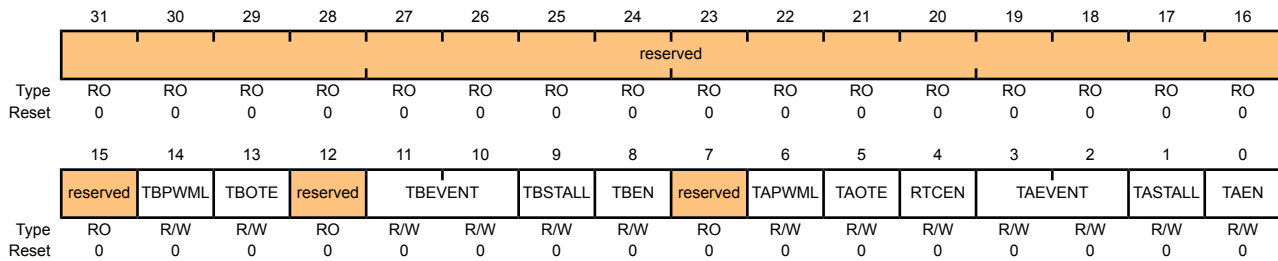 31 30 29 28 27 26 25 24 23 22 21 20 19 18 17 16
reserved
Type RO RO RO RO RO RO RO RO RO RO RO RO RO RO RO RO
Reset 0 0 0 0 0 0 0 0 0 0 0 0 0 0 0 0
15 14 13 12 11 10 9 8 7 6 5 4 3 2 1 0
reserved TBPWML TBOTE reserved TBEVENT TBSTALL TBEN reserved TAPWML TAOTE RTCEN TAEVENT TASTALL TAEN
Type RO R/W R/W RO R/W R/W R/W R/W RO R/W R/W R/W R/W R/W R/W R/W
Reset 0 0 0 0 0 0 0 0 0 0 0 0 0 0 0 0